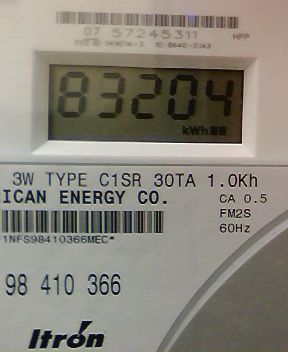 07 57245311 HPP
83204
kWh
3W TYPE C1SR 30TA 1.0Kh
ICAN ENERGY CO. CA 0.5
FM2S
60Hz
1NFS98410366MEC*
98 410 366
Itron